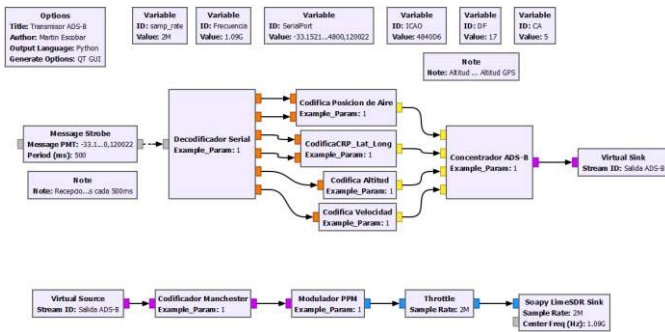 Options
Title: Transmisor ADS-B
Author: Martin Escobar
Output Language: Python
Generate Options: QT GUI
Variable
ID: samp_rate
Value: 2M
Variable
ID: Frecuencia
Value: 1.09G
Variable
ID: SerialPort
Value: -33.1521...4800,120022
Variable
ID: ICAO
Value: 4840D6
Variable
ID: DF
Value: 17
Variable
ID: CA
Value: 5
Note
Note: Altitud ... Altitud GPS
Message Strobe
Message PMT: -33.1...0,120022
Period (ms): 500
Note
Note: Recepcio...s cada 500ms
Decodificador Serial
Example_Param: 1
Codifica Posicion de Aire
Example_Param: 1
CodificaCRP_Lat_Long
Example_Param: 1
Codifica Altitud
Example_Param: 1
Codifica Velocidad
Example_Param: 1
Concentrador ADS-B
Example_Param: 1
Virtual Sink
Stream ID: Salida ADS-B
Virtual Source
Stream ID: Salida ADS-B
Codificador Manchester
Example_Param: 1
Modulador PPM
Example_Param: 1
Throttle
Sample Rate: 2M
Soapy LimeSDR Sink
Sample Rate: 2M
Center Freq (Hz): 1.09G